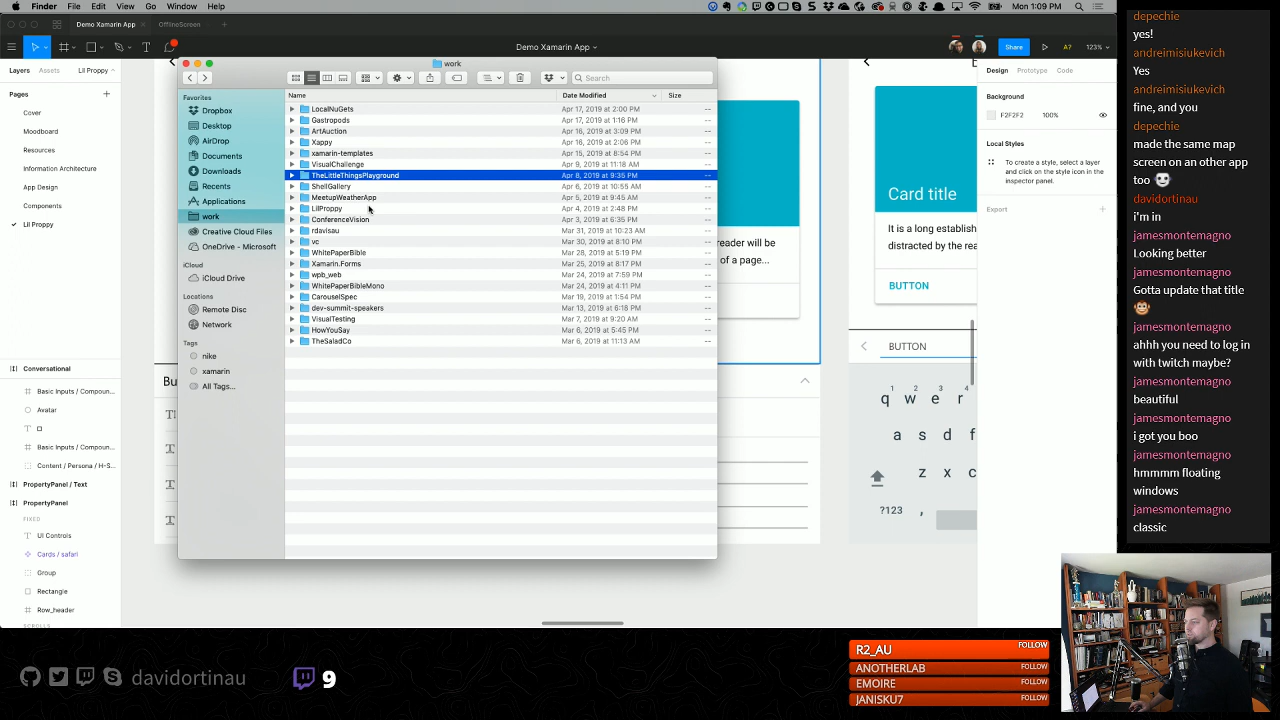 Finder File Edit View Go Window Help
Mon 1:09 PM
Demo Xamarin App
OfflineScreen
Demo Xamarin App
Share
A?
123%
Layers
Assets
Lil Proppy
Pages
Cover
Moodboard
Resources
Information Architecture
App Design
Components
Lil Proppy
Conversational
Basic Inputs / Compoun...
Avatar
Basic Inputs / Compoun...
Content / Persona / H-S...
PropertyPanel / Text
PropertyPanel
FIXED
UI Controls
Cards / safari
Group
Rectangle
Row_header
SCROLLS
work
Search
Favorites
Dropbox
Desktop
AirDrop
Documents
Downloads
Recents
Applications
work
Creative Cloud Files
OneDrive - Microsoft
iCloud
iCloud Drive
Locations
Remote Disc
Network
Tags
nike
xamarin
All Tags...
Name Date Modified Size
LocalNuGets Apr 17, 2019 at 2:00 PM --
Gastropods Apr 17, 2019 at 1:16 PM --
ArtAuction Apr 16, 2019 at 3:09 PM --
Xappy Apr 16, 2019 at 2:06 PM --
xamarin-templates Apr 15, 2019 at 8:54 PM --
VisualChallenge Apr 9, 2019 at 11:18 AM --
TheLittleThingsPlayground Apr 8, 2019 at 9:35 PM --
ShellGallery Apr 6, 2019 at 10:55 AM --
MeetupWeatherApp Apr 5, 2019 at 9:45 AM --
LilProppy Apr 4, 2019 at 2:48 PM --
ConferenceVision Apr 3, 2019 at 6:35 PM --
rdavisau Mar 31, 2019 at 10:23 AM --
vc Mar 30, 2019 at 8:10 PM --
WhitePaperBible Mar 28, 2019 at 5:19 PM --
Xamarin.Forms Mar 25, 2019 at 8:17 PM --
wpb_web Mar 24, 2019 at 7:59 PM --
WhitePaperBibleMono Mar 24, 2019 at 4:11 PM --
CarouselSpec Mar 19, 2019 at 1:54 PM --
dev-summit-speakers Mar 13, 2019 at 6:18 PM --
VisualTesting Mar 7, 2019 at 9:20 AM --
HowYouSay Mar 6, 2019 at 5:45 PM --
TheSaladCo Mar 6, 2019 at 11:13 AM --
Bu
reader will be
of a page...
Card title
It is a long establish
distracted by the rea
BUTTON
BUTTON
q w e r
1 2 3 4
a s d f
z x c
?123 ,
Design Prototype Code
Background
F2F2F2 100%
Local Styles
To create a style, select a layer
and click on the style icon in the
inspector panel.
Export
depechie
yes!
andreimisiukevich
Yes
andreimisiukevich
fine, and you
depechie
made the same map
screen on an other app
too
davidortinau
i'm in
jamesmontemagno
Looking better
jamesmontemagno
Gotta update that title
jamesmontemagno
ahhh you need to log in
with twitch maybe?
jamesmontemagno
beautiful
jamesmontemagno
i got you boo
jamesmontemagno
hmmmm floating
windows
jamesmontemagno
classic
davidortinau
9
R2_AU FOLLOW
ANOTHERLAB FOLLOW
EMOIRE FOLLOW
JANISKU7 FOLLOW